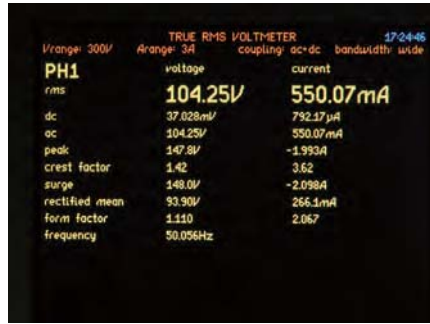 TRUE RMS VOLTMETER 17:24:46
Vrange: 300V Arange: 3A coupling: ac+dc bandwidth: wide
PH1 voltage current
rms 104.25V 550.07mA
dc 37.028mV 792.17µA
ac 104.25V 550.07mA
peak 147.8V -1.993A
crest factor 1.42 3.62
surge 148.0V -2.098A
rectified mean 93.90V 266.1mA
form factor 1.110 2.067
frequency 50.056Hz